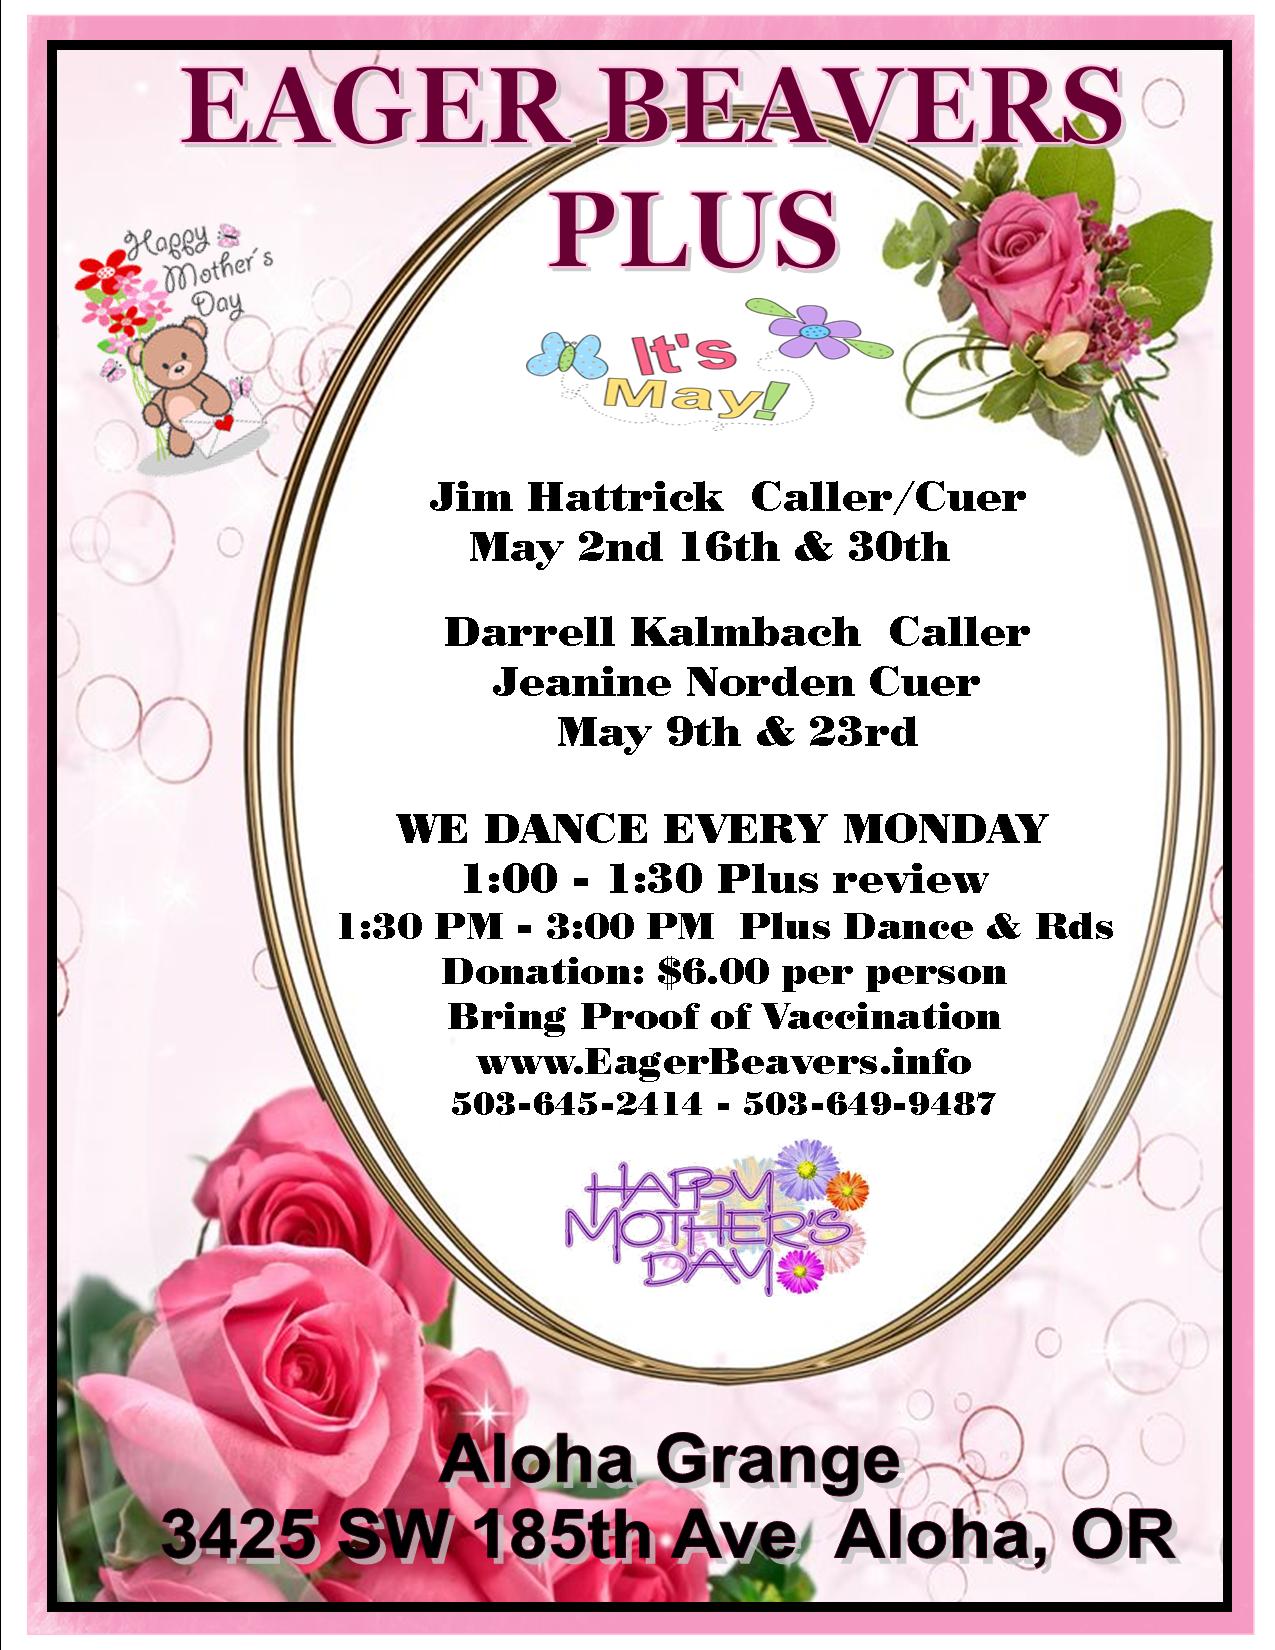 EAGER BEAVERS
PLUS
Happy
Mother's
Day
It's
May!
Jim Hattrick Caller/Cuer
May 2nd 16th & 30th
Darrell Kalmbach Caller
Jeanine Norden Cuer
May 9th & 23rd
WE DANCE EVERY MONDAY
1:00 - 1:30 Plus review
1:30 PM - 3:00 PM Plus Dance & Rds
Donation: $6.00 per person
Bring Proof of Vaccination
www.EagerBeavers.info
503-645-2414 - 503-649-9487
HAPPY
MOTHER'S
DAY
Aloha Grange
3425 SW 185th Ave Aloha, OR